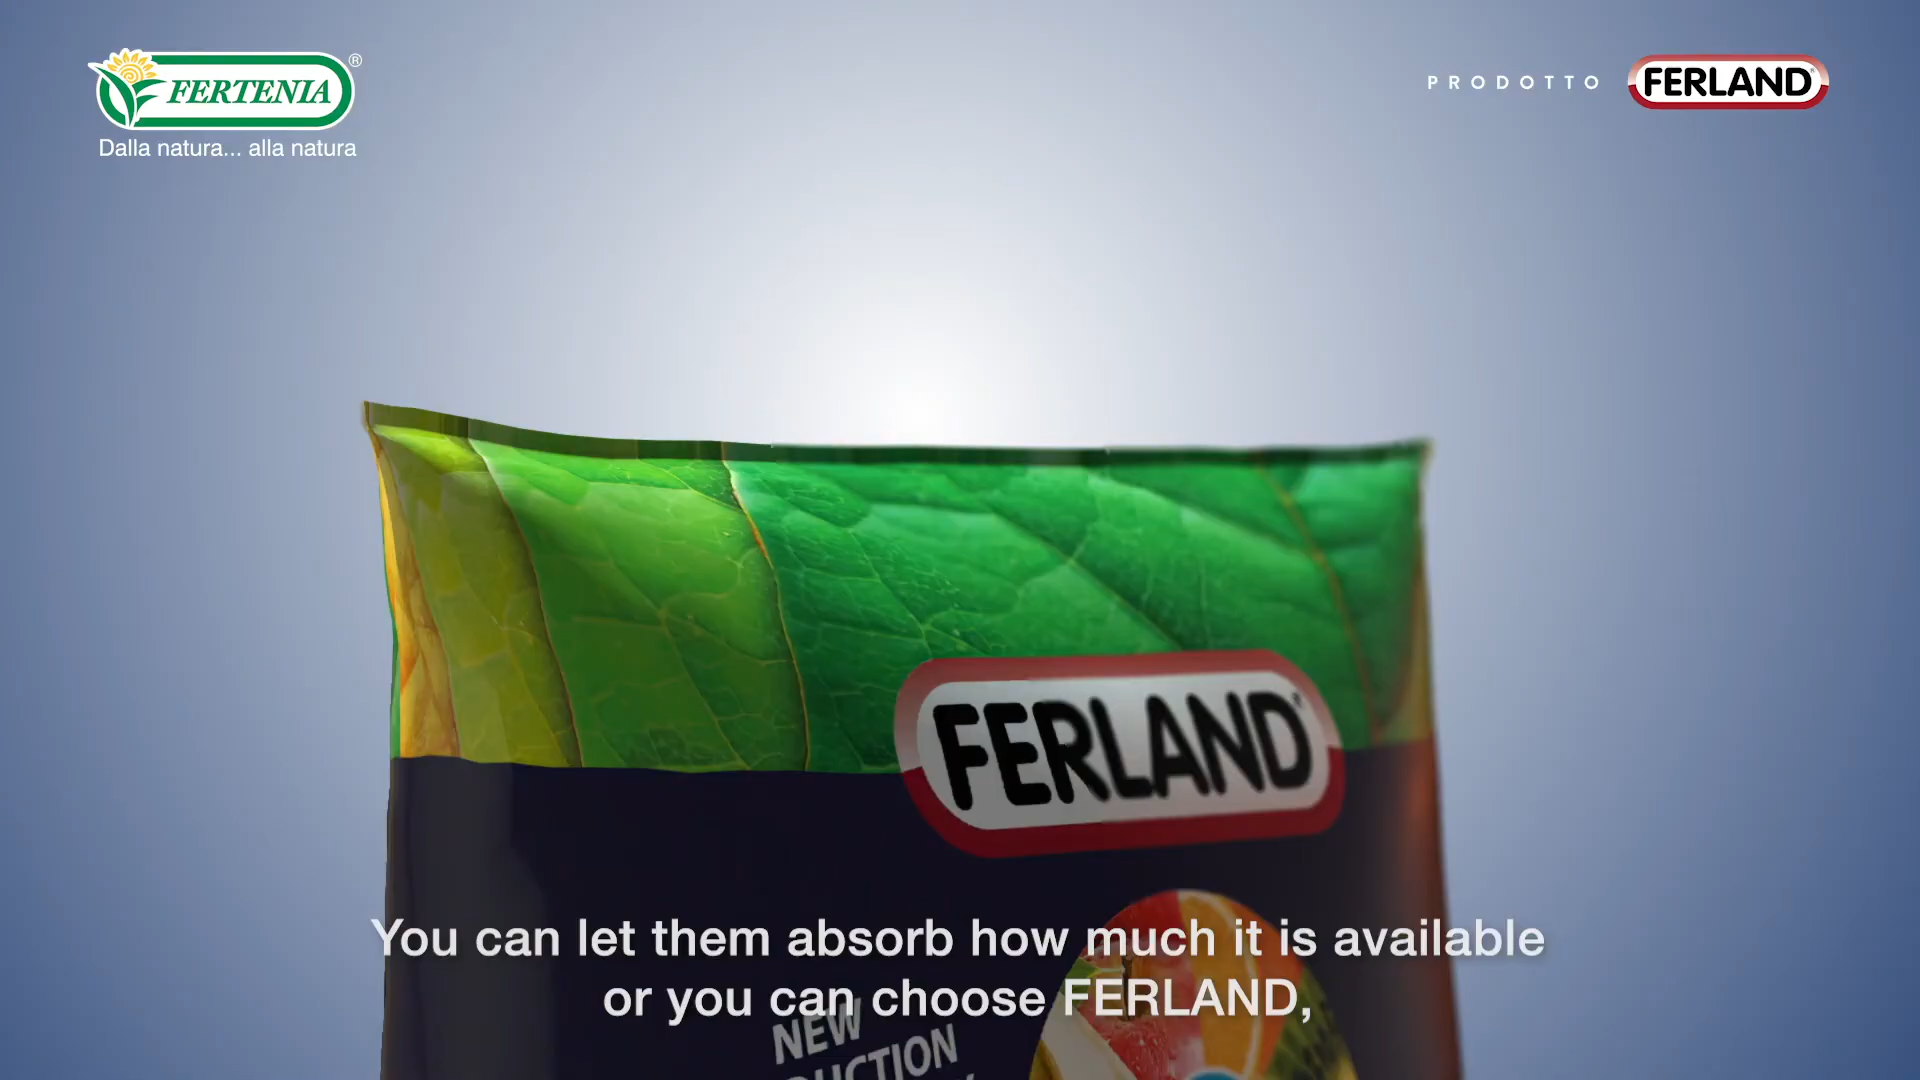 FERTENIA®
Dalla natura... alla natura
PRODOTTO FERLAND
FERLAND
You can let them absorb how much it is available
or you can choose FERLAND,
NEW